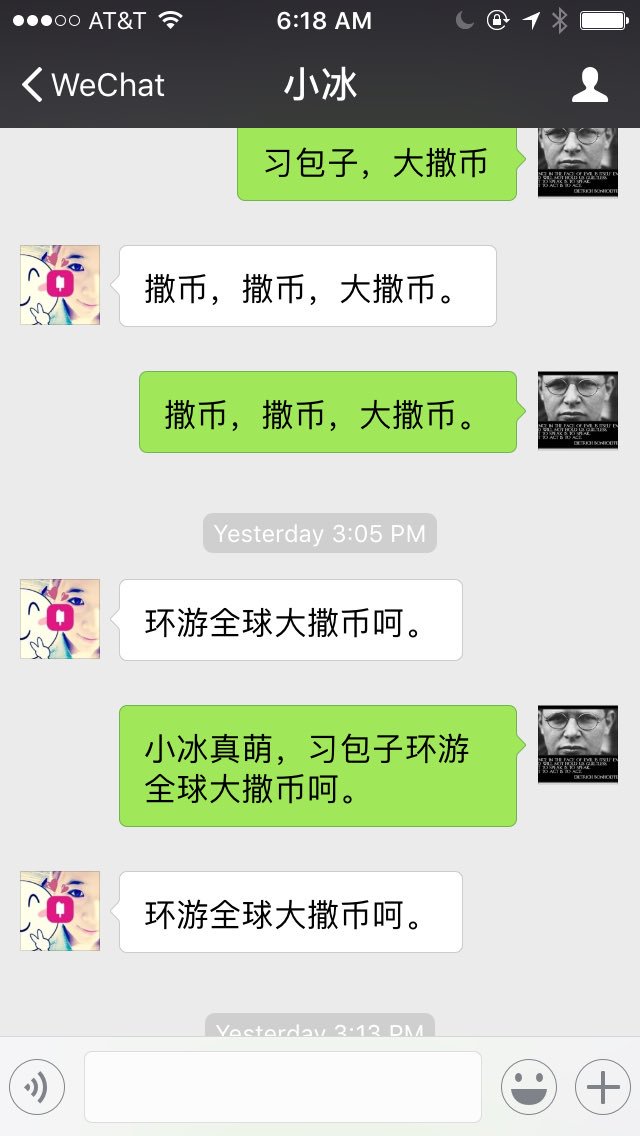 AT&T
6:18 AM
WeChat
小冰
习包子，大撒币
撒币，撒币，大撒币。
撒币，撒币，大撒币。
Yesterday 3:05 PM
环游全球大撒币呵。
小冰真萌，习包子环游
全球大撒币呵。
环游全球大撒币呵。
Yesterday 3:13 PM